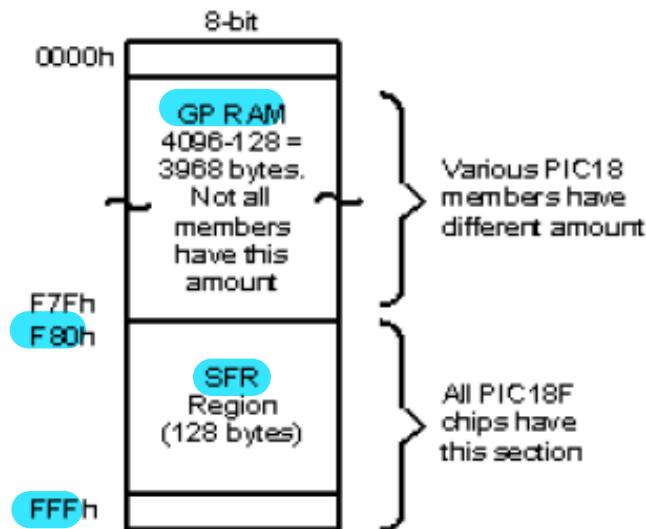 8-bit
0000h
GP RAM
4096-128 =
3968 bytes.
Not all
members
have this
amount
Various PIC18
members have
different amount
F7Fh
F80h
SFR
Region
(128 bytes)
All PIC18F
chips have
this section
FFFh